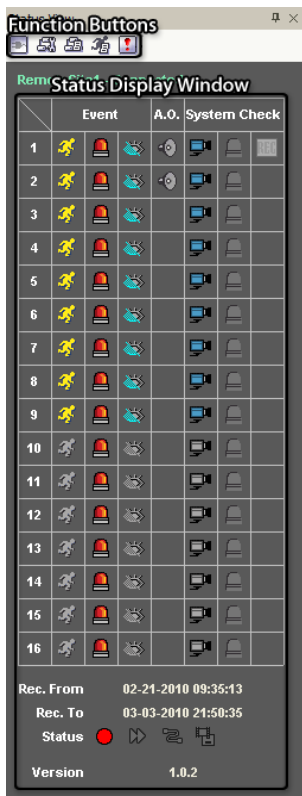 Function Buttons
Status Display Window
Event A.O. System Check
1 REC
2
3
4
5
6
7
8
9
10
11
12
13
14
15
16
Rec. From 02-21-2010 09:35:13
Rec. To 03-03-2010 21:50:35
Status
Version 1.0.2